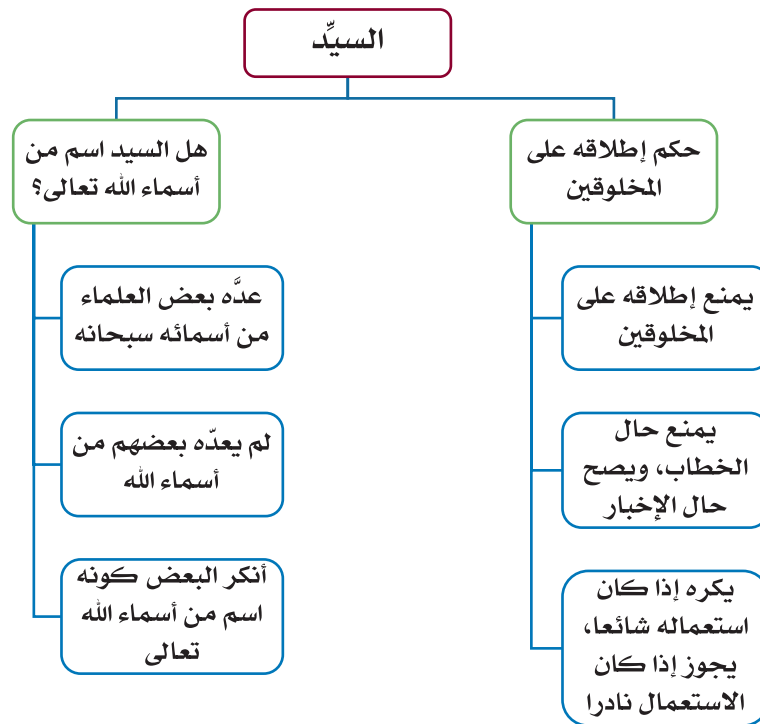 السيِّد
حكم إطلاقه على
المخلوقين
يمنع إطلاقه على
المخلوقين
يمنع حال
الخطاب، ويصح
حال الإخبار
يكره إذا كان
استعماله شائعا،
يجوز إذا كان
الاستعمال نادرا
هل السيد اسم من
أسماء الله تعالى؟
عدَّه بعض العلماء
من أسمائه سبحانه
لم يعدّه بعضهم من
أسماء الله
أنكر البعض كونه
اسم من أسماء الله
تعالى